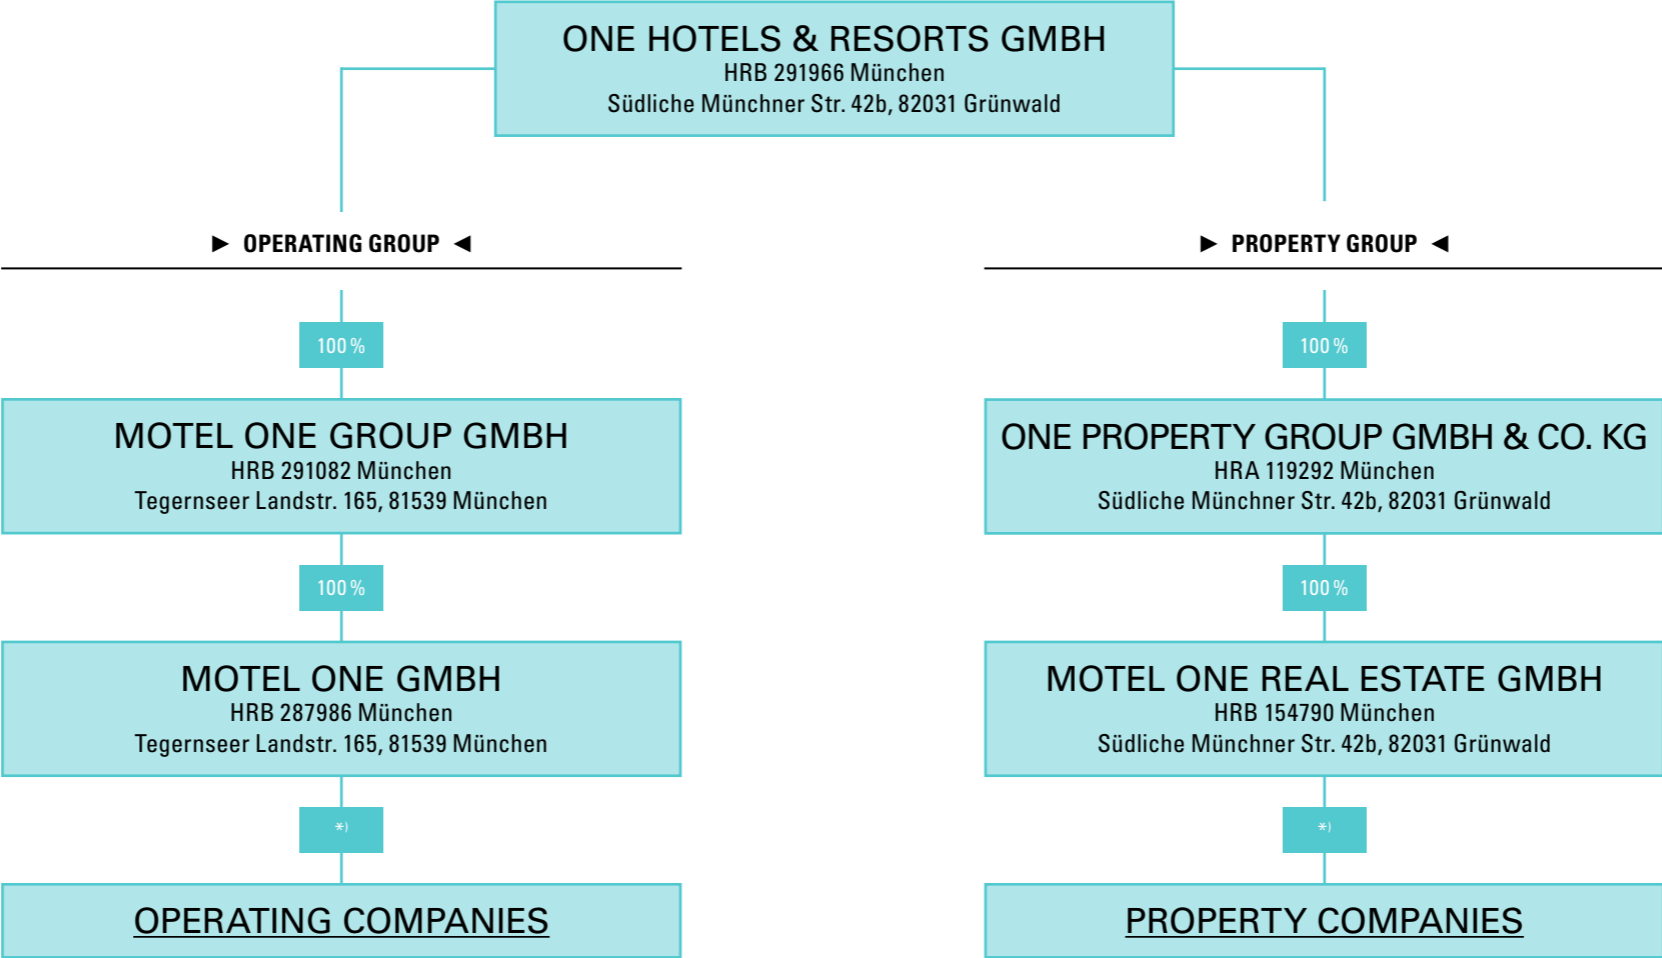 ONE HOTELS & RESORTS GMBH
HRB 291966 München
Südliche Münchner Str. 42b, 82031 Grünwald
► OPERATING GROUP ◄
100 %
MOTEL ONE GROUP GMBH
HRB 291082 München
Tegernseer Landstr. 165, 81539 München
100 %
MOTEL ONE GMBH
HRB 287986 München
Tegernseer Landstr. 165, 81539 München
*)
OPERATING COMPANIES
► PROPERTY GROUP ◄
100 %
ONE PROPERTY GROUP GMBH & CO. KG
HRA 119292 München
Südliche Münchner Str. 42b, 82031 Grünwald
100 %
MOTEL ONE REAL ESTATE GMBH
HRB 154790 München
Südliche Münchner Str. 42b, 82031 Grünwald
*)
PROPERTY COMPANIES